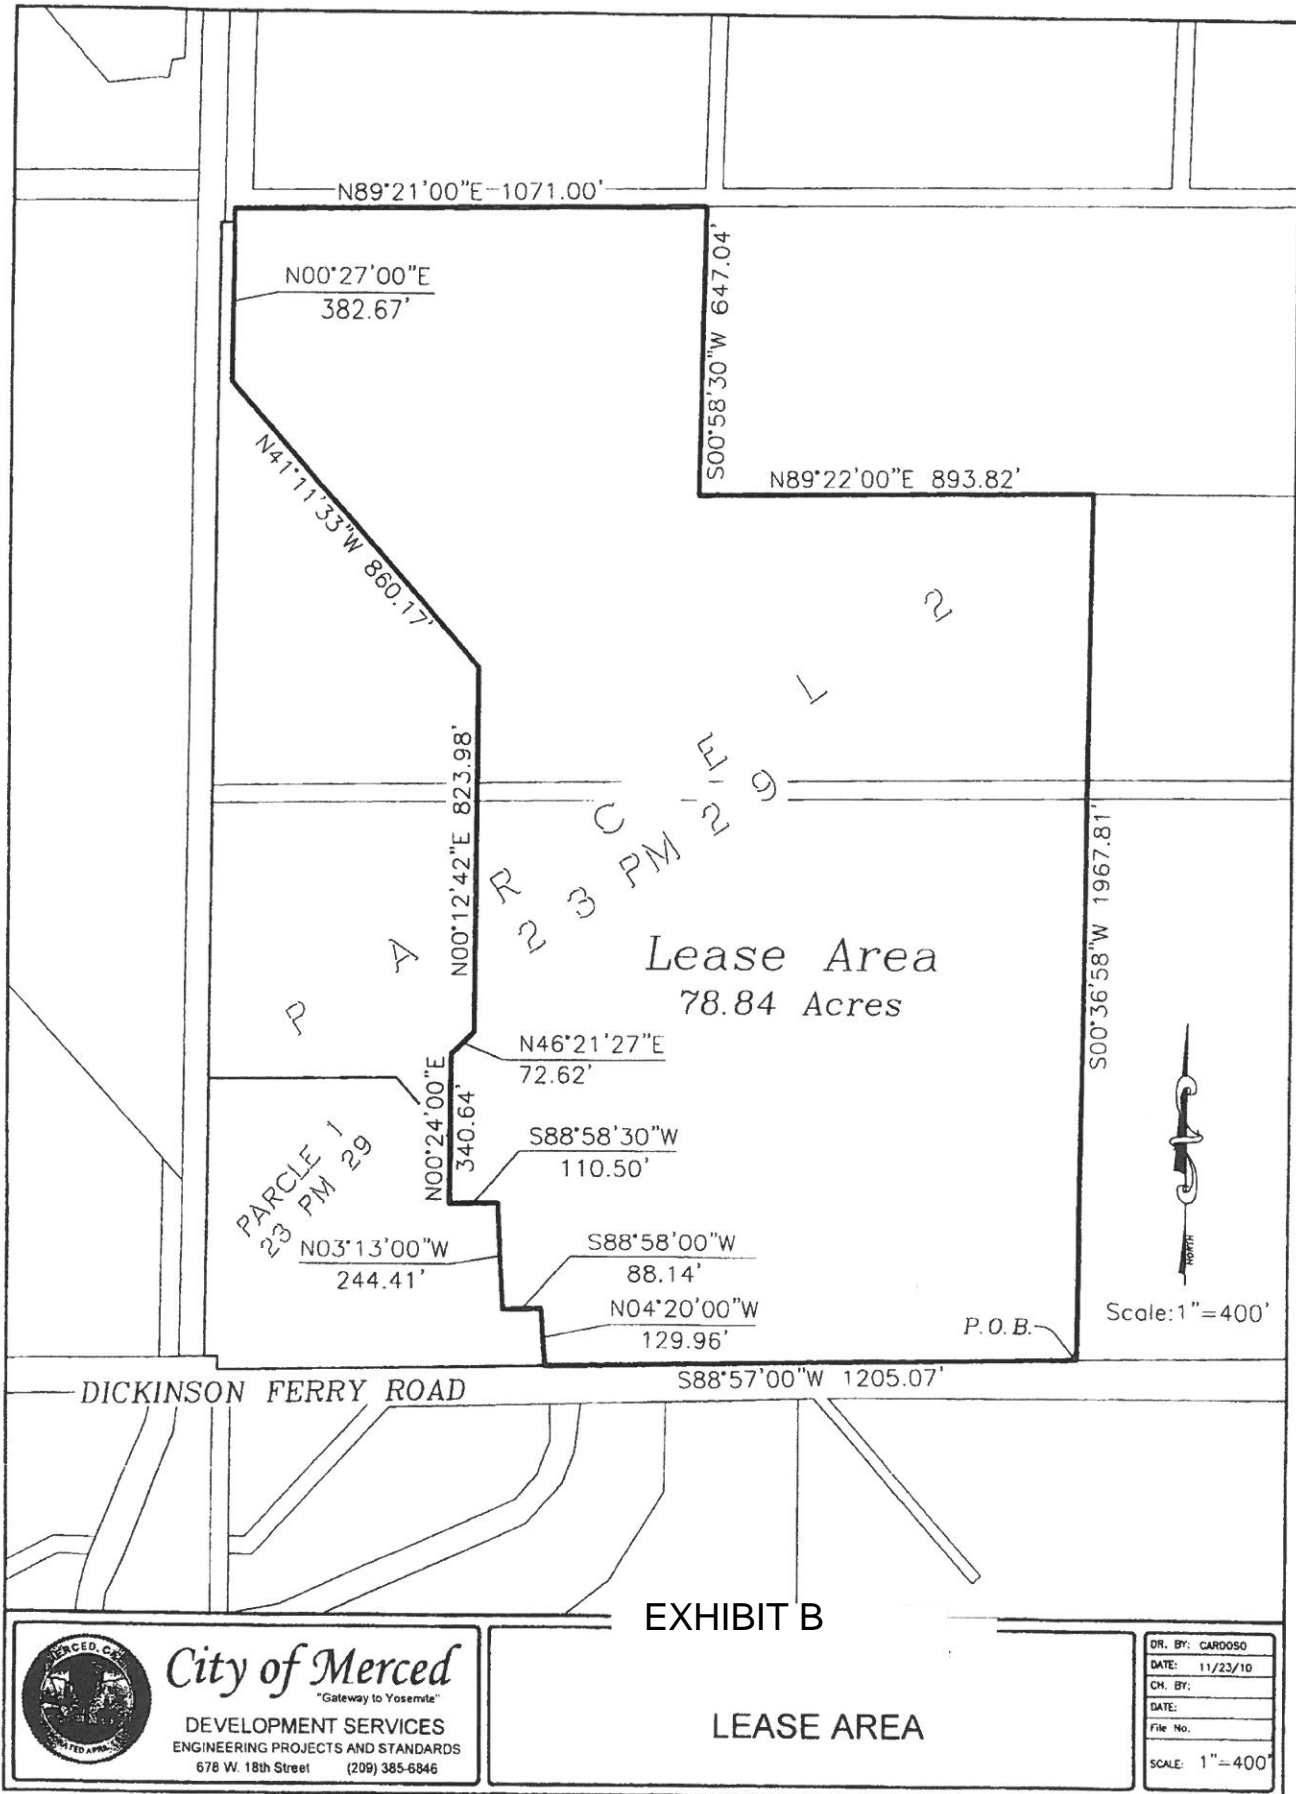 N89°21'00"E 1071.00'
N00°27'00"E
382.67'
S00°58'30"W 647.04'
N41°11'33"W 860.17'
N89°22'00"E 893.82'
PARCEL 2
23 PM 29
N00°12'42"E 823.98'
Lease Area
78.84 Acres
S00°36'58"W 1967.81'
N46°21'27"E
72.62'
N00°24'00"E
340.64'
S88°58'30"W
110.50'
PARCLE 1
23 PM 29
N03°13'00"W
244.41'
S88°58'00"W
88.14'
N04°20'00"W
129.96'
NORTH
Scale:1"=400'
P.O.B.
S88°57'00"W 1205.07'
DICKINSON FERRY ROAD
EXHIBIT B
City of Merced
"Gateway to Yosemite"
DEVELOPMENT SERVICES
ENGINEERING PROJECTS AND STANDARDS
678 W. 18th Street (209) 385-6846
LEASE AREA
DR. BY: CARDOSO
DATE: 11/23/10
CH. BY:
DATE:
File No.
SCALE: 1"=400'